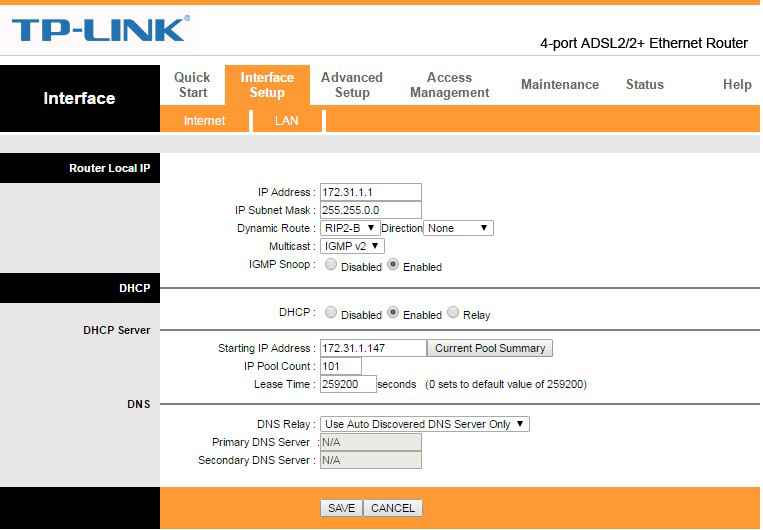 TP-LINK®
4-port ADSL2/2+ Ethernet Router
Interface
Quick Start
Interface Setup
Advanced Setup
Access Management
Maintenance
Status
Help
Internet
LAN
Router Local IP
IP Address : 172.31.1.1
IP Subnet Mask : 255.255.0.0
Dynamic Route : RIP2-B Direction None
Multicast : IGMP v2
IGMP Snoop : Disabled Enabled
DHCP
DHCP : Disabled Enabled Relay
DHCP Server
Starting IP Address : 172.31.1.147 Current Pool Summary
IP Pool Count : 101
Lease Time : 259200 seconds (0 sets to default value of 259200)
DNS
DNS Relay : Use Auto Discovered DNS Server Only
Primary DNS Server : N/A
Secondary DNS Server : N/A
SAVE CANCEL